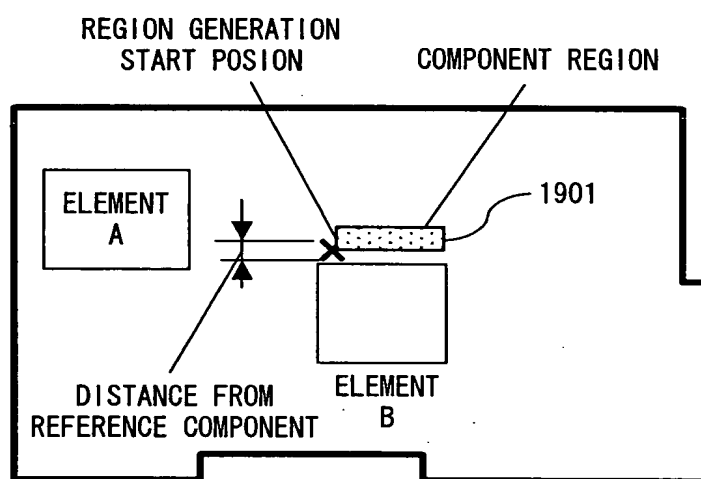 REGION GENERATION
START POSION
COMPONENT REGION
ELEMENT
A
1901
DISTANCE FROM
REFERENCE COMPONENT
ELEMENT
B